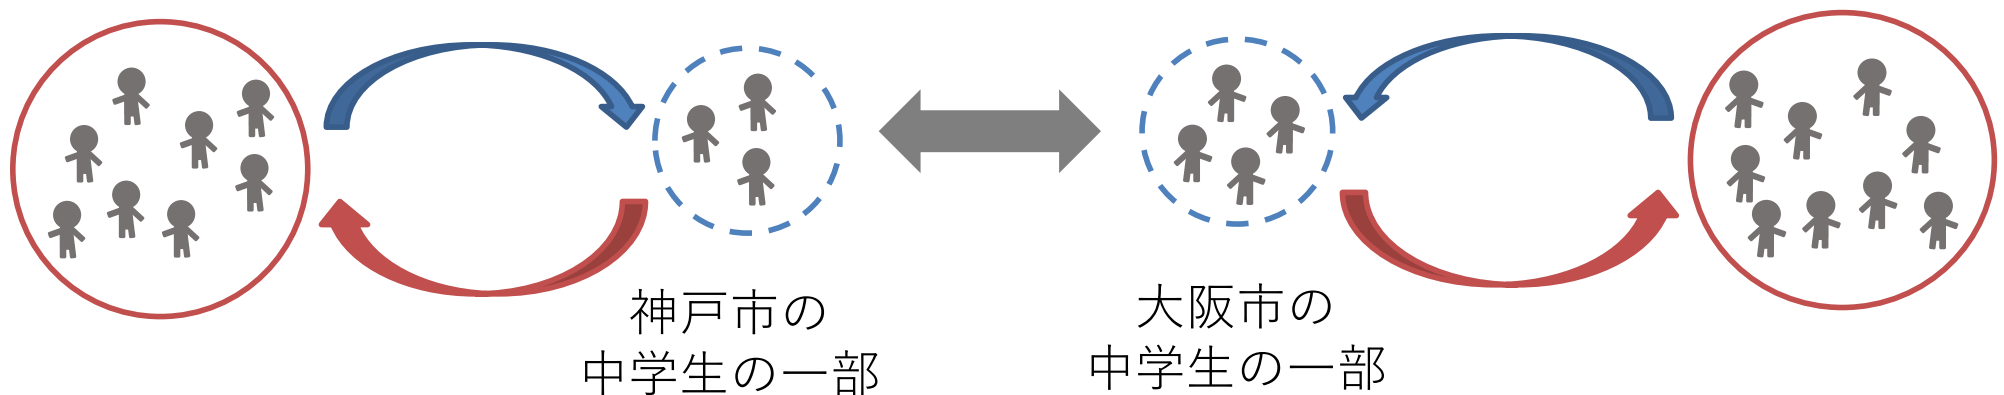 神戸市の
中学生の一部
大阪市の
中学生の一部